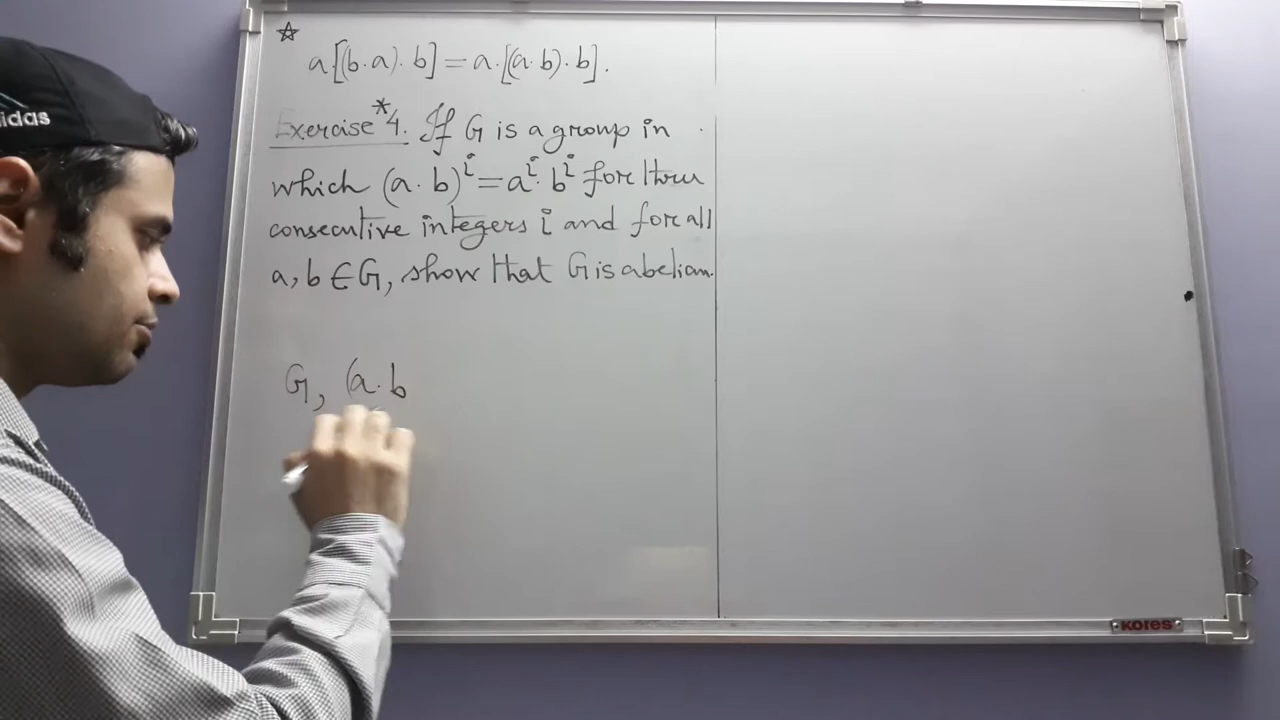 ☆
a[(b.a).b]=a.[(a.b).b].
Exercise*4. If G is a group in
which (a.b)^i=a^i.b^i for three
consecutive integers i and for all
a,b∈G, show that G is abelian.
G, (a.b
idas
KORES